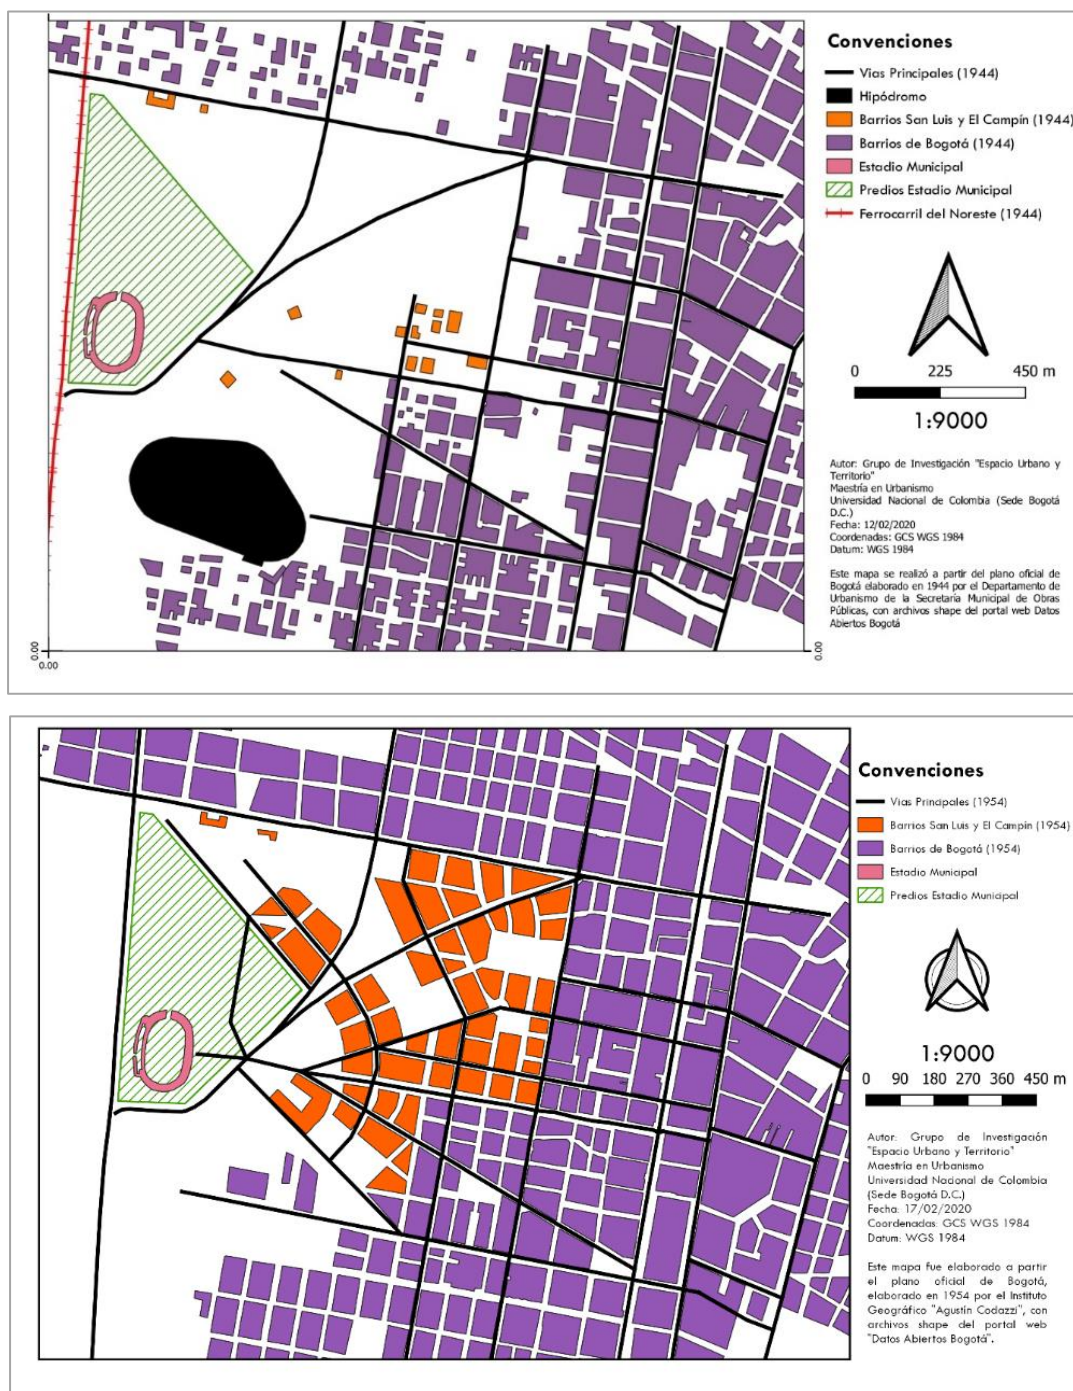 Convenciones
Vias Principales (1944)
Hipódromo
Barrios San Luis y El Campín (1944)
Barrios de Bogotá (1944)
Estadio Municipal
Predios Estadio Municipal
Ferrocarril del Noreste (1944)
0 225 450 m
1:9000
Autor: Grupo de Investigación "Espacio Urbano y
Territorio"
Maestría en Urbanismo
Universidad Nacional de Colombia (Sede Bogotá
D.C.)
Fecha: 12/02/2020
Coordenadas: GCS WGS 1984
Datum: WGS 1984
Este mapa se realizó a partir del plano oficial de
Bogotá elaborado en 1944 por el Departamento de
Urbanismo de la Secretaría Municipal de Obras
Públicas, con archivos shape del portal web Datos
Abiertos Bogotá
0.00
0.00
0.00
Convenciones
Vias Principales (1954)
Barrios San Luis y El Campín (1954)
Barrios de Bogotá (1954)
Estadio Municipal
Predios Estadio Municipal
1:9000
0 90 180 270 360 450 m
Autor: Grupo de Investigación
"Espacio Urbano y Territorio"
Maestría en Urbanismo
Universidad Nacional de Colombia
(Sede Bogotá D.C.)
Fecha: 17/02/2020
Coordenadas: GCS WGS 1984
Datum: WGS 1984
Este mapa fue elaborado a partir
el plano oficial de Bogotá,
elaborado en 1954 por el Instituto
Geográfico "Agustín Codazzi", con
archivos shape del portal web
"Datos Abiertos Bogotá".